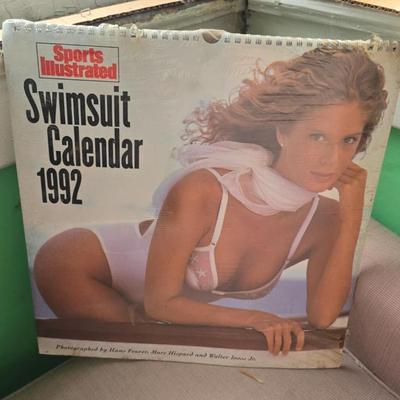 Sports
Illustrated
Swimsuit
Calendar
1992
Photographed by Hans Feurer, Marc Hispard and Walter Iooss Jr.